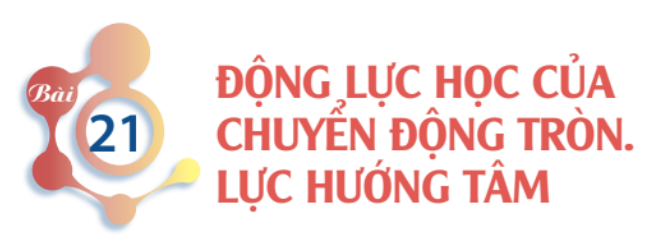 Bài
21
ĐỘNG LỰC HỌC CỦA
CHUYỂN ĐỘNG TRÒN.
LỰC HƯỚNG TÂM